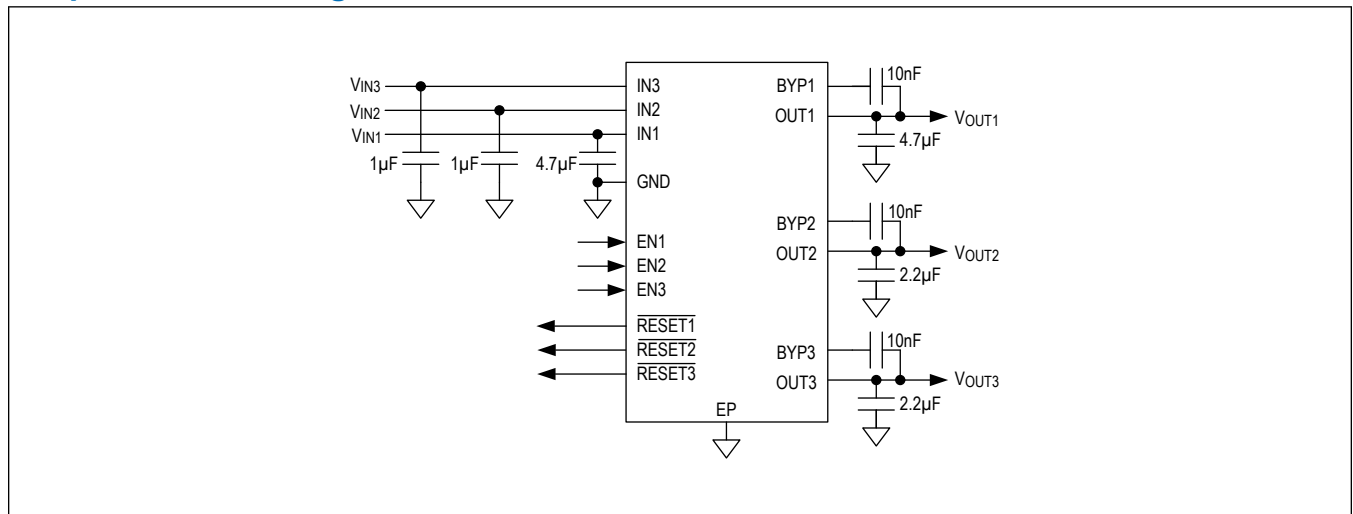 VIN3
VIN2
VIN1
1µF
1µF
4.7µF
IN3
IN2
IN1
GND
EN1
EN2
EN3
RESET1
RESET2
RESET3
EP
BYP1
OUT1
10nF
VOUT1
4.7µF
BYP2
OUT2
10nF
VOUT2
2.2µF
BYP3
OUT3
10nF
VOUT3
2.2µF